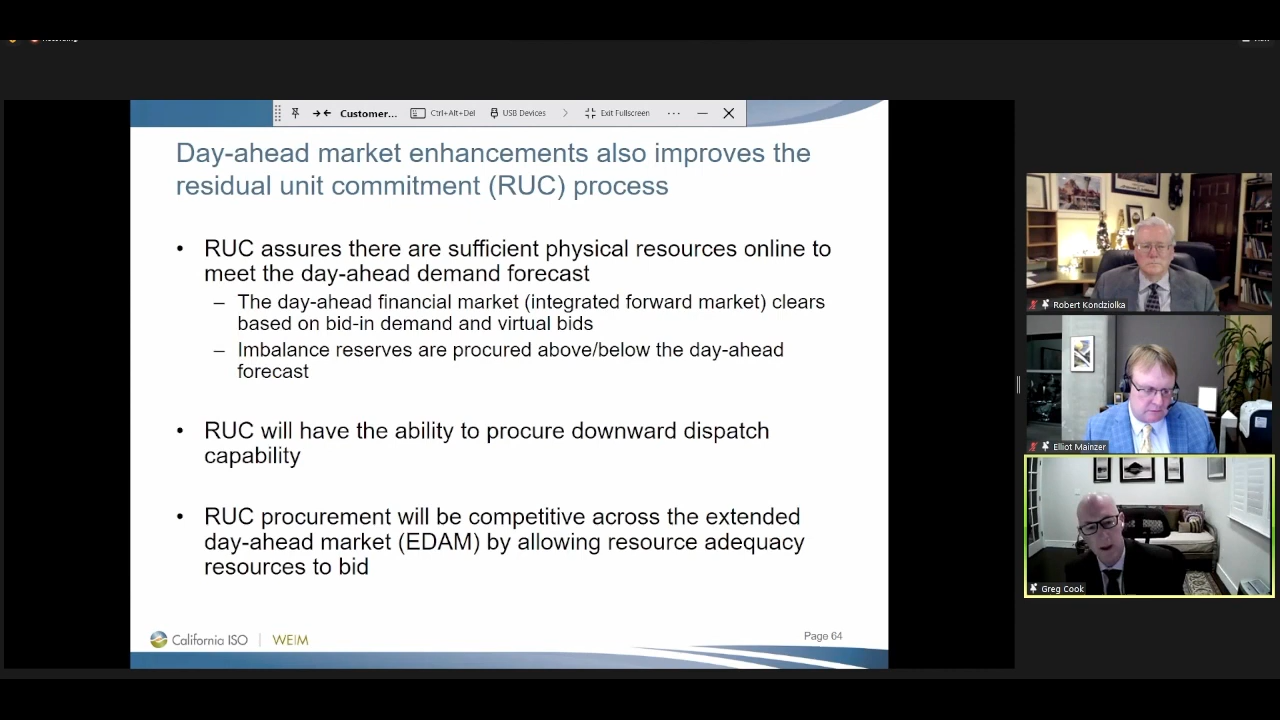 Customer...
Ctrl+Alt+Del
USB Devices
Exit Fullscreen
Day-ahead market enhancements also improves the
residual unit commitment (RUC) process
• RUC assures there are sufficient physical resources online to
meet the day-ahead demand forecast
– The day-ahead financial market (integrated forward market) clears
based on bid-in demand and virtual bids
– Imbalance reserves are procured above/below the day-ahead
forecast
• RUC will have the ability to procure downward dispatch
capability
• RUC procurement will be competitive across the extended
day-ahead market (EDAM) by allowing resource adequacy
resources to bid
California ISO | WEIM
Page 64
Robert Kondziolka
Elliot Mainzer
Greg Cook